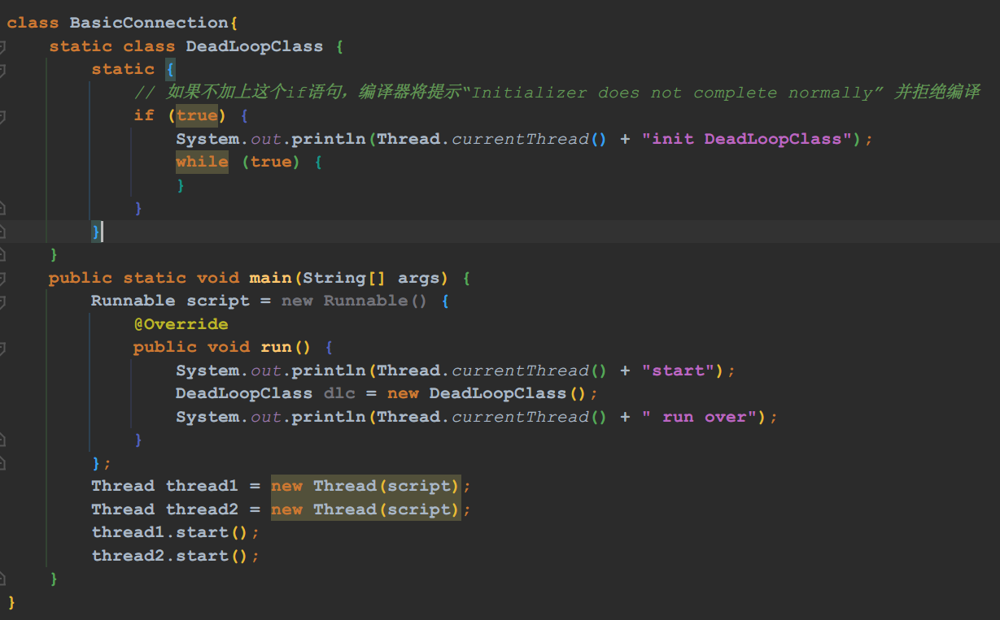 class BasicConnection{
    static class DeadLoopClass {
        static {
            // 如果不加上这个if语句，编译器将提示“Initializer does not complete normally” 并拒绝编译
            if (true) {
                System.out.println(Thread.currentThread() + "init DeadLoopClass");
                while (true) {
                }
            }
        }
    }
    public static void main(String[] args) {
        Runnable script = new Runnable() {
            @Override
            public void run() {
                System.out.println(Thread.currentThread() + "start");
                DeadLoopClass dlc = new DeadLoopClass();
                System.out.println(Thread.currentThread() + " run over");
            }
        };
        Thread thread1 = new Thread(script);
        Thread thread2 = new Thread(script);
        thread1.start();
        thread2.start();
    }
}